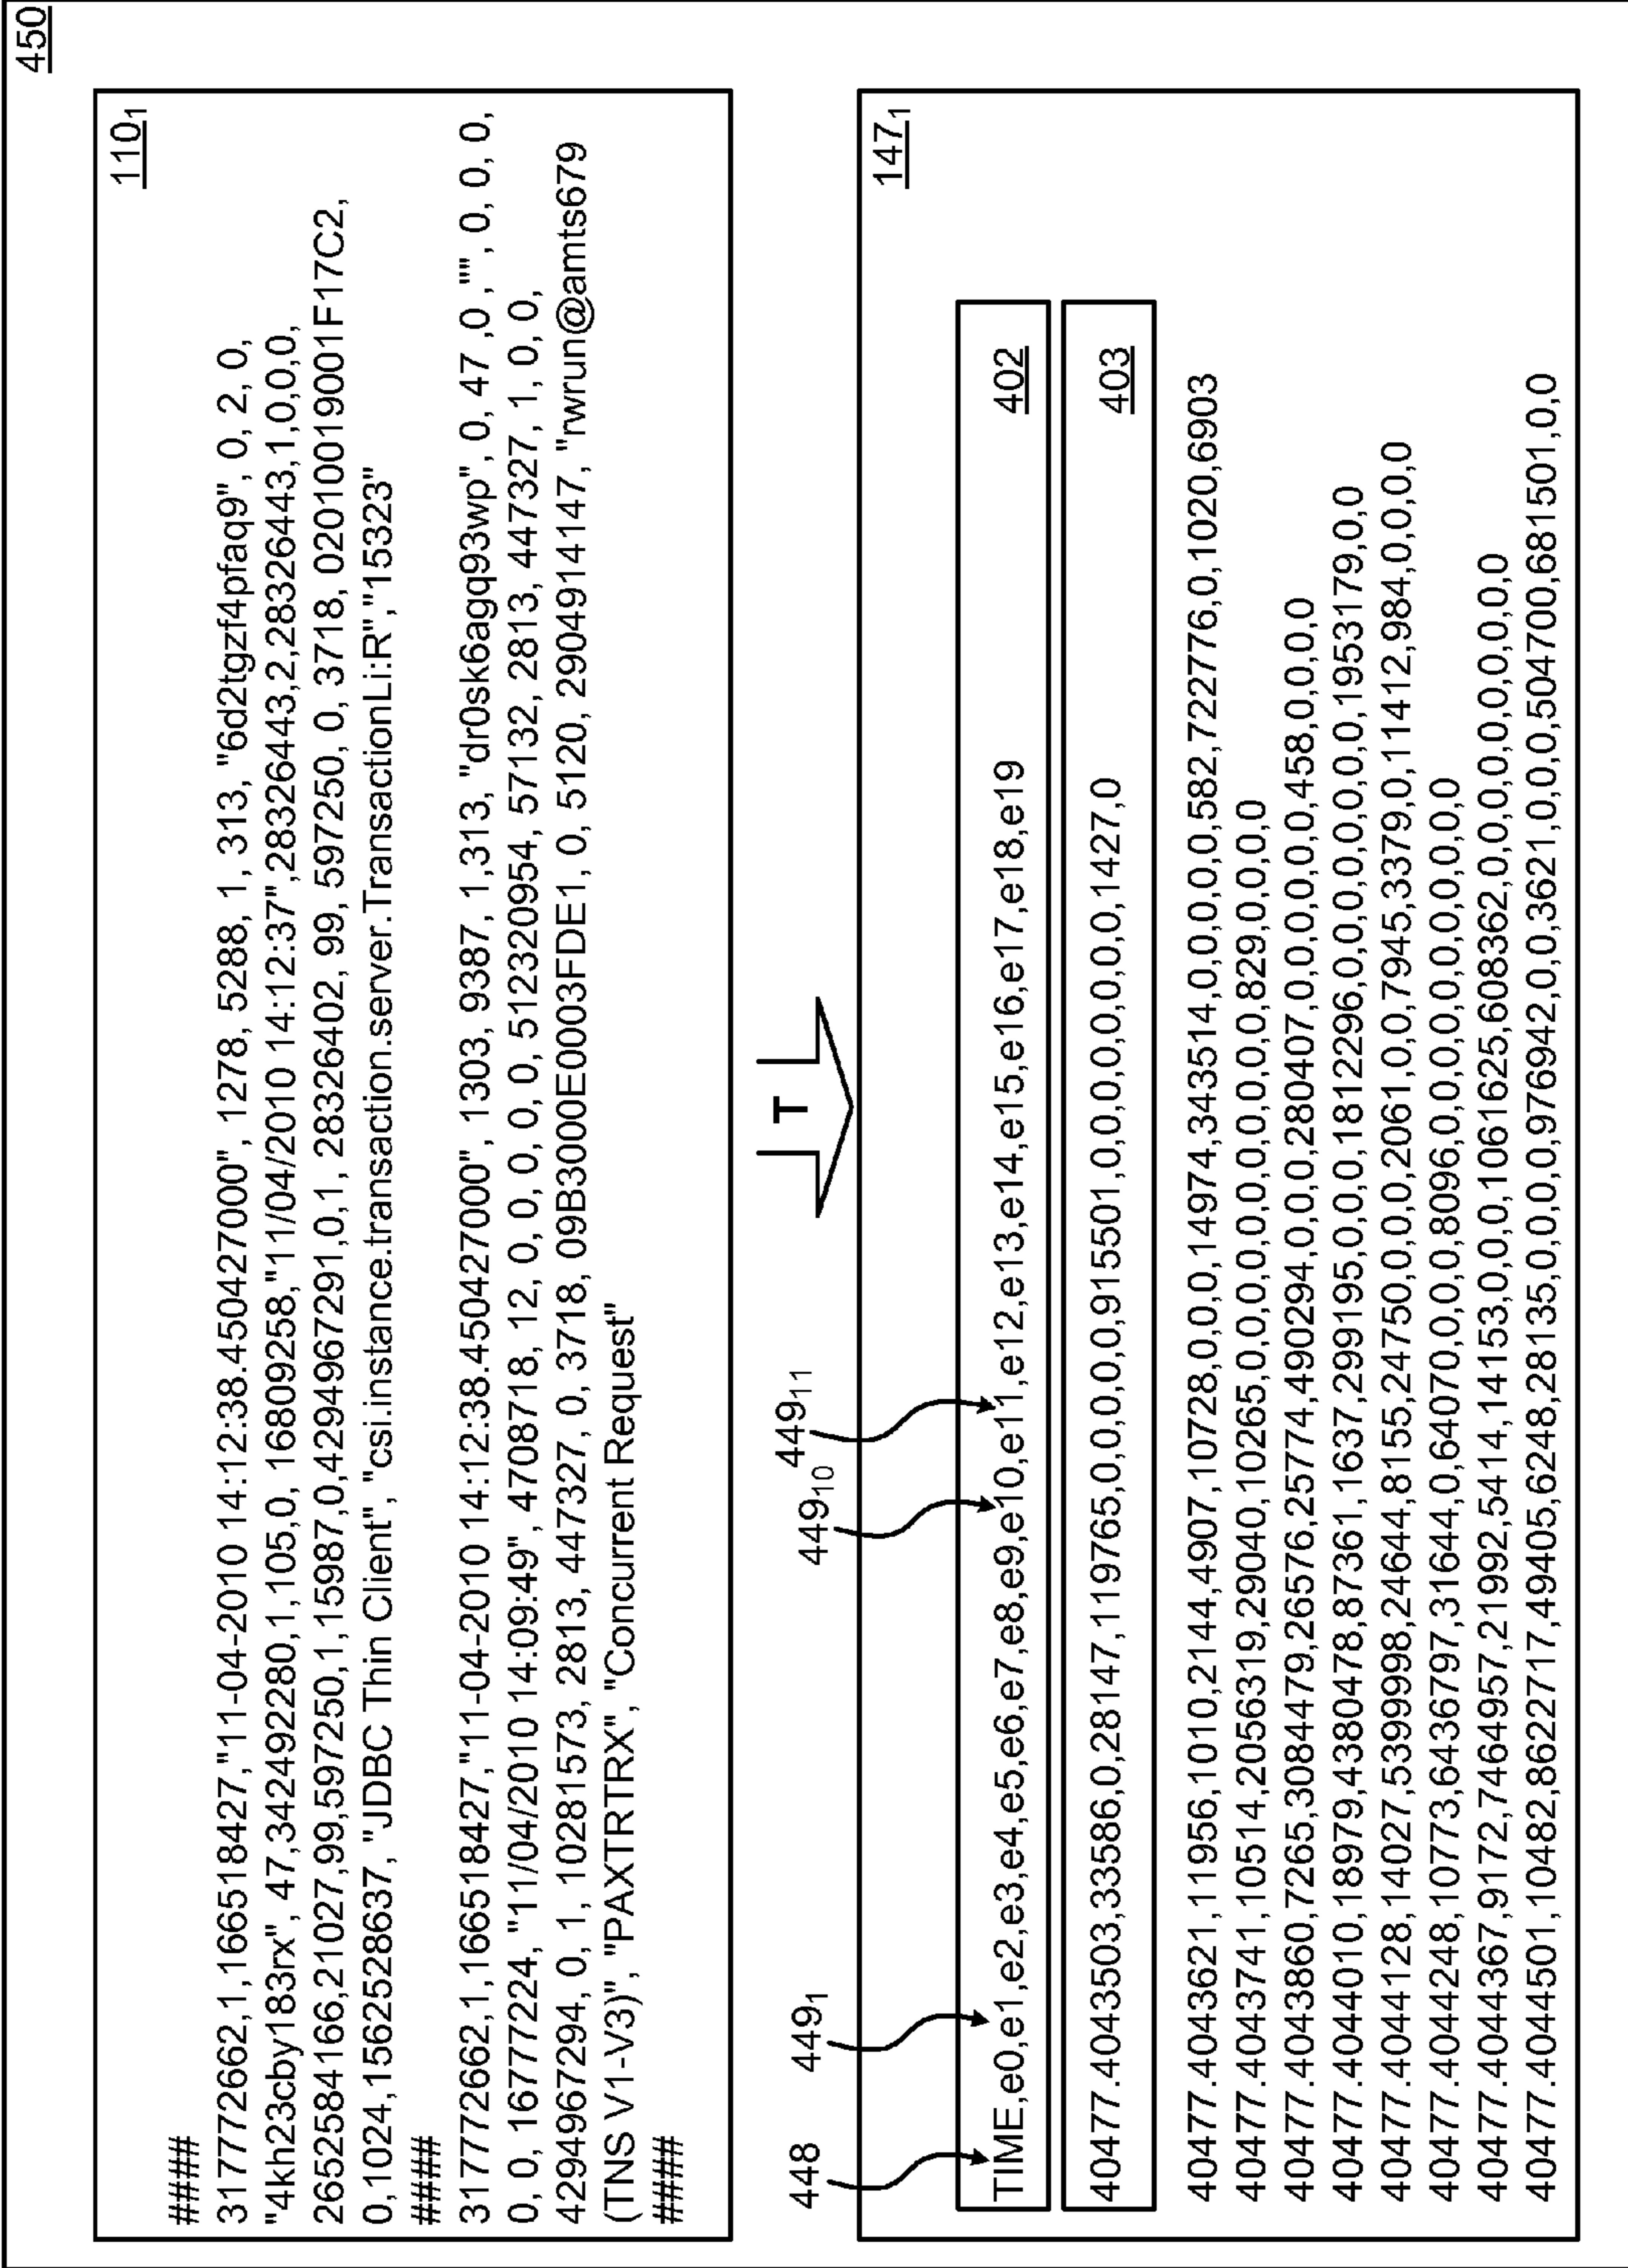 450
110₁
####
317772662,1,166518427,"11-04-2010 14:12:38.450427000", 1278, 5288, 1, 313, "6d2tgzf4pfaq9", 0, 2, 0,
"4kh23cby183rx", 47,3424492280,1,105,0, 168092 58,"11/04/2010 14:12:37",28326443,2,28326443,1,0,0,0,
2652584166,21027,99,597250,1,15987,0,4294967291,0,1, 28326402, 99, 597250, 0, 3718, 02010019001F17C2,
0,1024,1562528637, "JDBC Thin Client", "csi.instance.transaction.server.TransactionLi:R","15323"
####
317772662,1,166518427,"11-04-2010 14:12:38.450427000", 1303, 9387, 1,313, "dr0sk6agq93wp", 0, 47 ,0 ,"", 0, 0, 0,
0, 0, 16777224, "11/04/2010 14:09:49", 4708718, 12, 0, 0, 0, 0, 0, 5123320954, 57132, 2813, 447327, 1, 0, 0,
4294967294, 0, 1, 10281573, 2813, 447327, 0, 3718, 09B3000E0003FDE1, 0, 5120, 2904914147, "rwrun@amts679
(TNS V1-V3)", "PAXTRTRX", "Concurrent Request"
####
T
448
449₁
449₁₀
449₁₁
147₁
TIME,e0,e1,e2,e3,e4,e5,e6,e7,e8,e9,e10,e11,e12,e13,e14,e15,e16,e17,e18,e19
402
40477.4043503,33586,0,28147,119765,0,0,0,0,0,915501,0,0,0,0,0,0,0,1427,0
403
40477.4043621,11956,1010,2144,4907,10728,0,0,0,14974,343514,0,0,0,0,582,722776,0,1020,6903
40477.4043741,10514,2056319,29040,10265,0,0,0,0,0,0,0,0,0,0,829,0,0,0,0
40477.4043860,7265,3084479,26576,25774,490294,0,0,0,280407,0,0,0,0,0,458,0,0,0,0
40477.4044010,18979,4380478,87361,1637,299195,0,0,0,1812296,0,0,0,0,0,0,0,1953179,0,0
40477.4044128,14027,5399998,24644,8155,24750,0,0,0,2061,0,0,7945,3379,0,11412,984,0,0,0,0
40477.4044248,10773,6436797,31644,0,64070,0,0,0,8096,0,0,0,0,0,0,0,0,0,0
40477.4044367,9172,7464957,21992,5414,14153,0,0,0,1061625,608362,0,0,0,0,0,0,0,0,0
40477.4044501,10482,8622717,49405,6248,28135,0,0,0,976942,0,0,3621,0,0,0,504700,681501,0,0